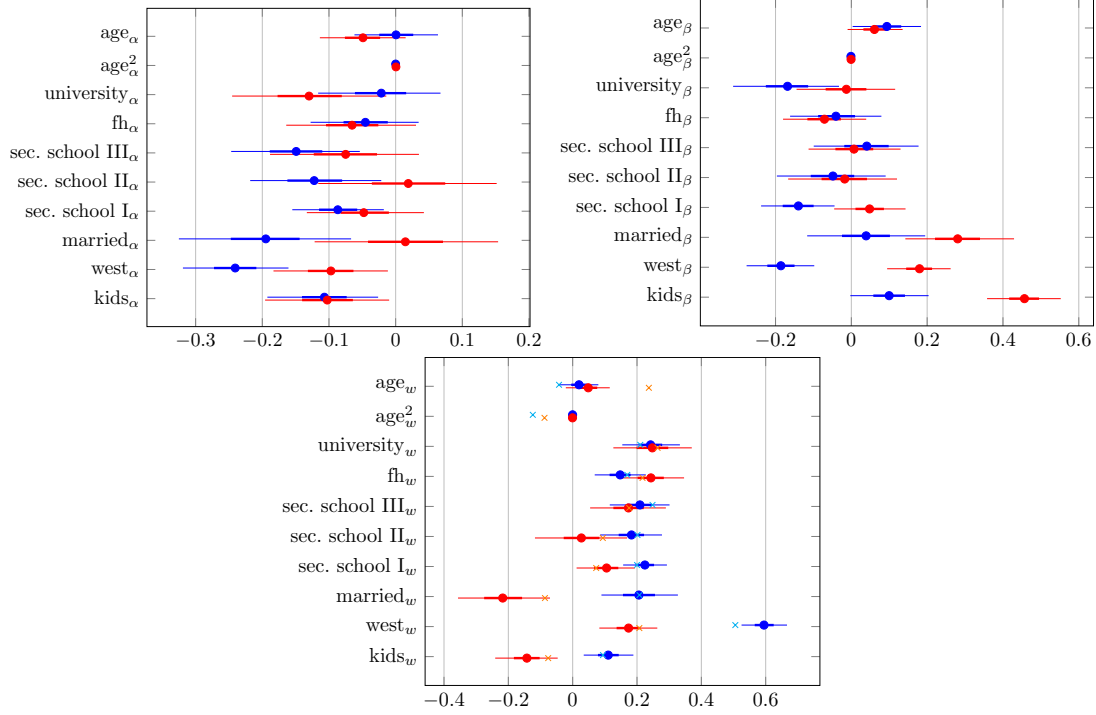 age_α
age²_α
university_α
fh_α
sec. school III_α
sec. school II_α
sec. school I_α
married_α
west_α
kids_α
−0.3 −0.2 −0.1 0 0.1 0.2
age_β
age²_β
university_β
fh_β
sec. school III_β
sec. school II_β
sec. school I_β
married_β
west_β
kids_β
−0.2 0 0.2 0.4 0.6
age_w
age²_w
university_w
fh_w
sec. school III_w
sec. school II_w
sec. school I_w
married_w
west_w
kids_w
−0.4 −0.2 0 0.2 0.4 0.6